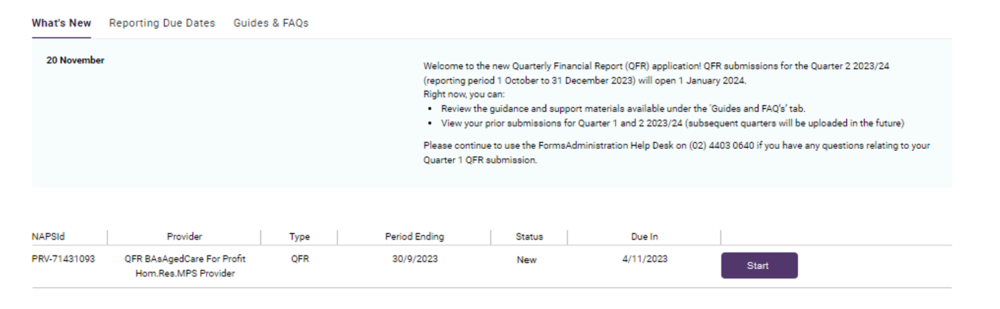 What's New Reporting Due Dates Guides & FAQs
20 November
Welcome to the new Quarterly Financial Report (QFR) application! QFR submissions for the Quarter 2 2023/24
(reporting period 1 October to 31 December 2023) will open 1 January 2024.
Right now, you can:
• Review the guidance and support materials available under the 'Guides and FAQ's' tab.
• View your prior submissions for Quarter 1 and 2 2023/24 (subsequent quarters will be uploaded in the future)
Please continue to use the FormsAdministration Help Desk on (02) 4403 0640 if you have any questions relating to your
Quarter 1 QFR submission.
NAPSId Provider Type Period Ending Status Due In
PRV-71431093 QFR BAsAgedCare For Profit QFR 30/9/2023 New 4/11/2023 Start
Hom.Res.MPS Provider